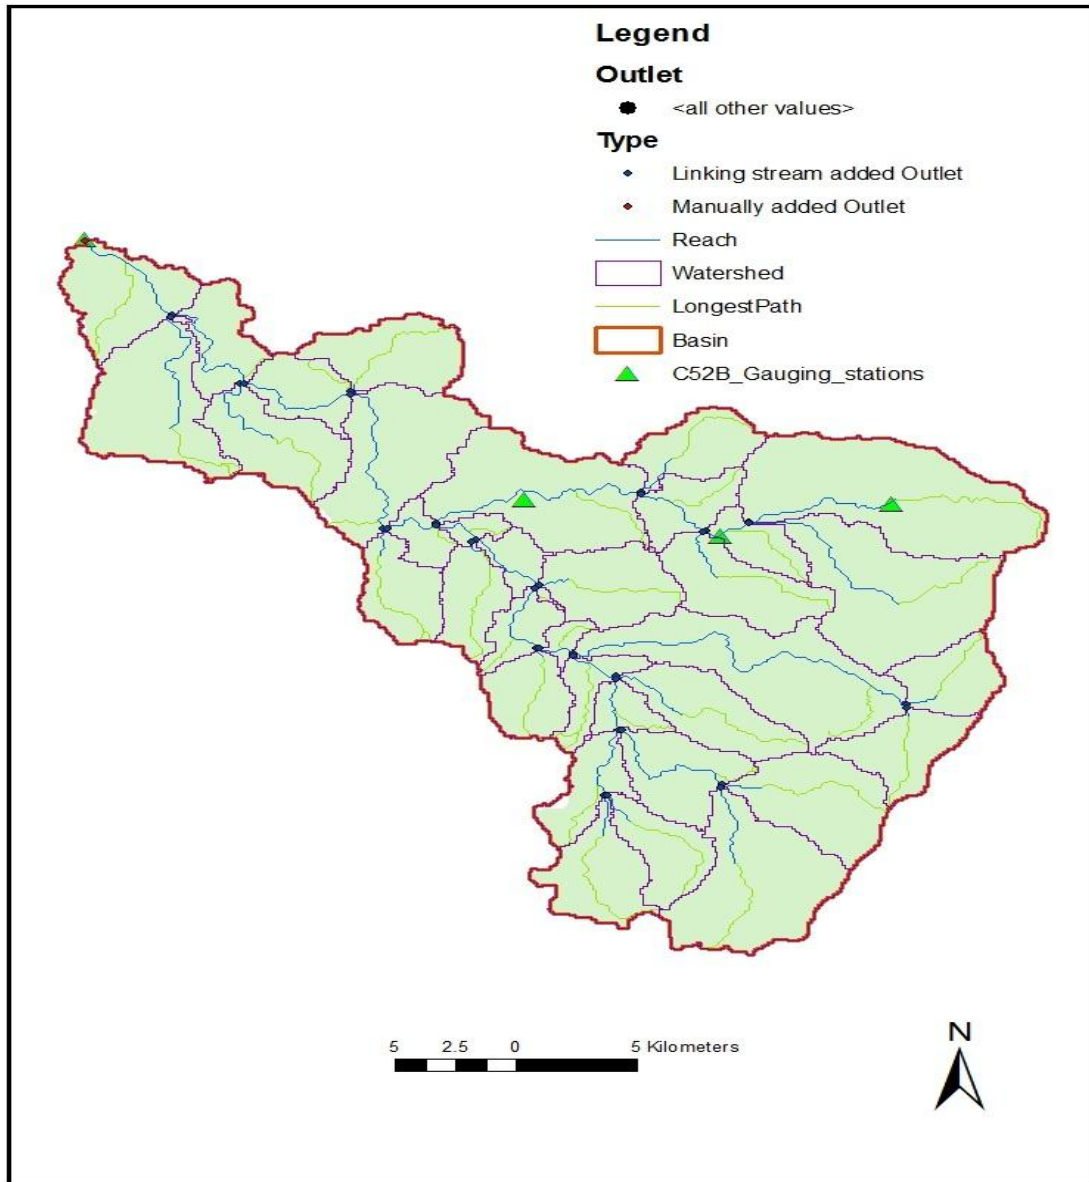 Legend
Outlet
<all other values>
Type
Linking stream added Outlet
Manually added Outlet
Reach
Watershed
LongestPath
Basin
C52B_Gauging_stations
5 2.5 0 5 Kilometers
N